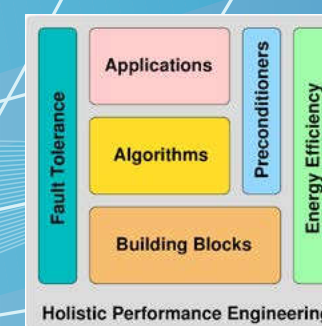 Fault Tolerance
Applications
Algorithms
Building Blocks
Preconditioners
Energy Efficiency
Holistic Performance Engineering